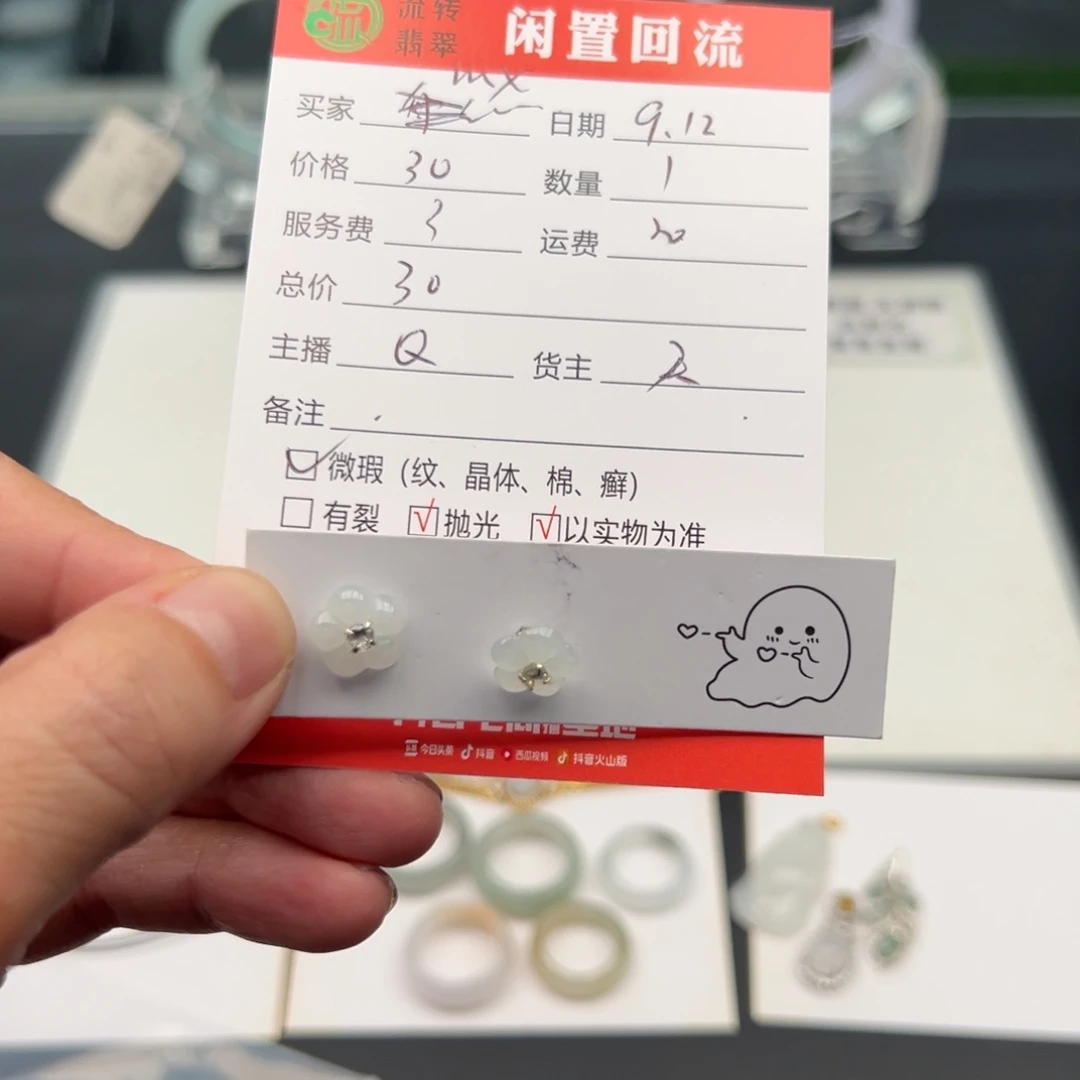 流转
翡翠
闲置回流
买家 mx 日期 9.12
价格 30 数量 1
服务费 3 运费 20
总价 30
主播 Q 货主
备注
微瑕（纹、晶体、棉、癣）
有裂 √抛光 √以实物为准
今日头条 抖音 西瓜视频 抖音火山版